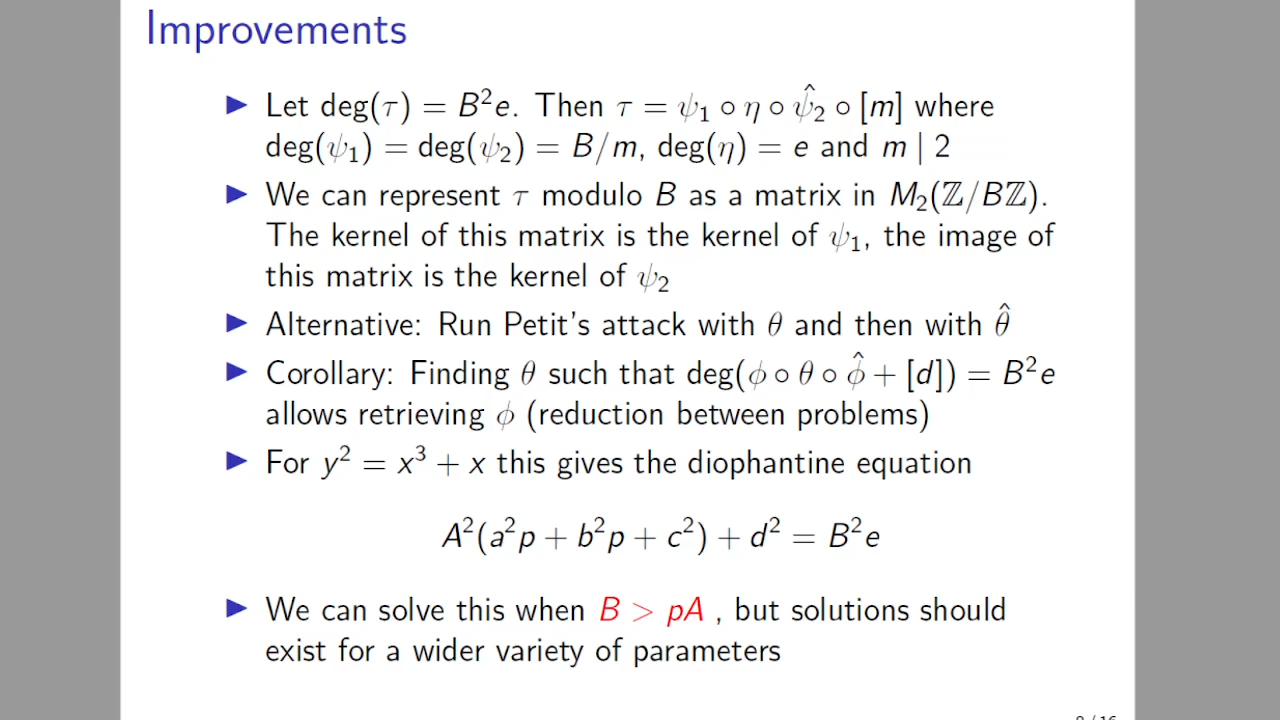 Improvements
▶ Let deg(τ) = B²e. Then τ = ψ₁ ∘ η ∘ ψ̂₂ ∘ [m] where
deg(ψ₁) = deg(ψ₂) = B/m, deg(η) = e and m | 2
▶ We can represent τ modulo B as a matrix in M₂(ℤ/Bℤ).
The kernel of this matrix is the kernel of ψ₁, the image of
this matrix is the kernel of ψ₂
▶ Alternative: Run Petit's attack with θ and then with θ̂
▶ Corollary: Finding θ such that deg(ϕ ∘ θ ∘ ϕ̂ + [d]) = B²e
allows retrieving ϕ (reduction between problems)
▶ For y² = x³ + x this gives the diophantine equation
A²(a²p + b²p + c²) + d² = B²e
▶ We can solve this when B > pA , but solutions should
exist for a wider variety of parameters